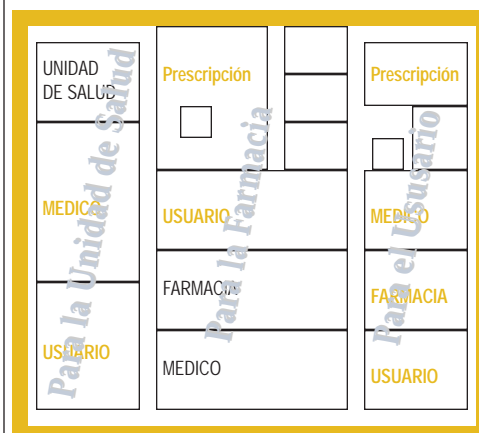 UNIDAD
DE SALUD
MEDICO
USUARIO
Para la Unidad de Salud
Prescripción
USUARIO
FARMACIA
MEDICO
Para la Farmacia
Prescripción
MEDICO
FARMACIA
USUARIO
Para el Ususario